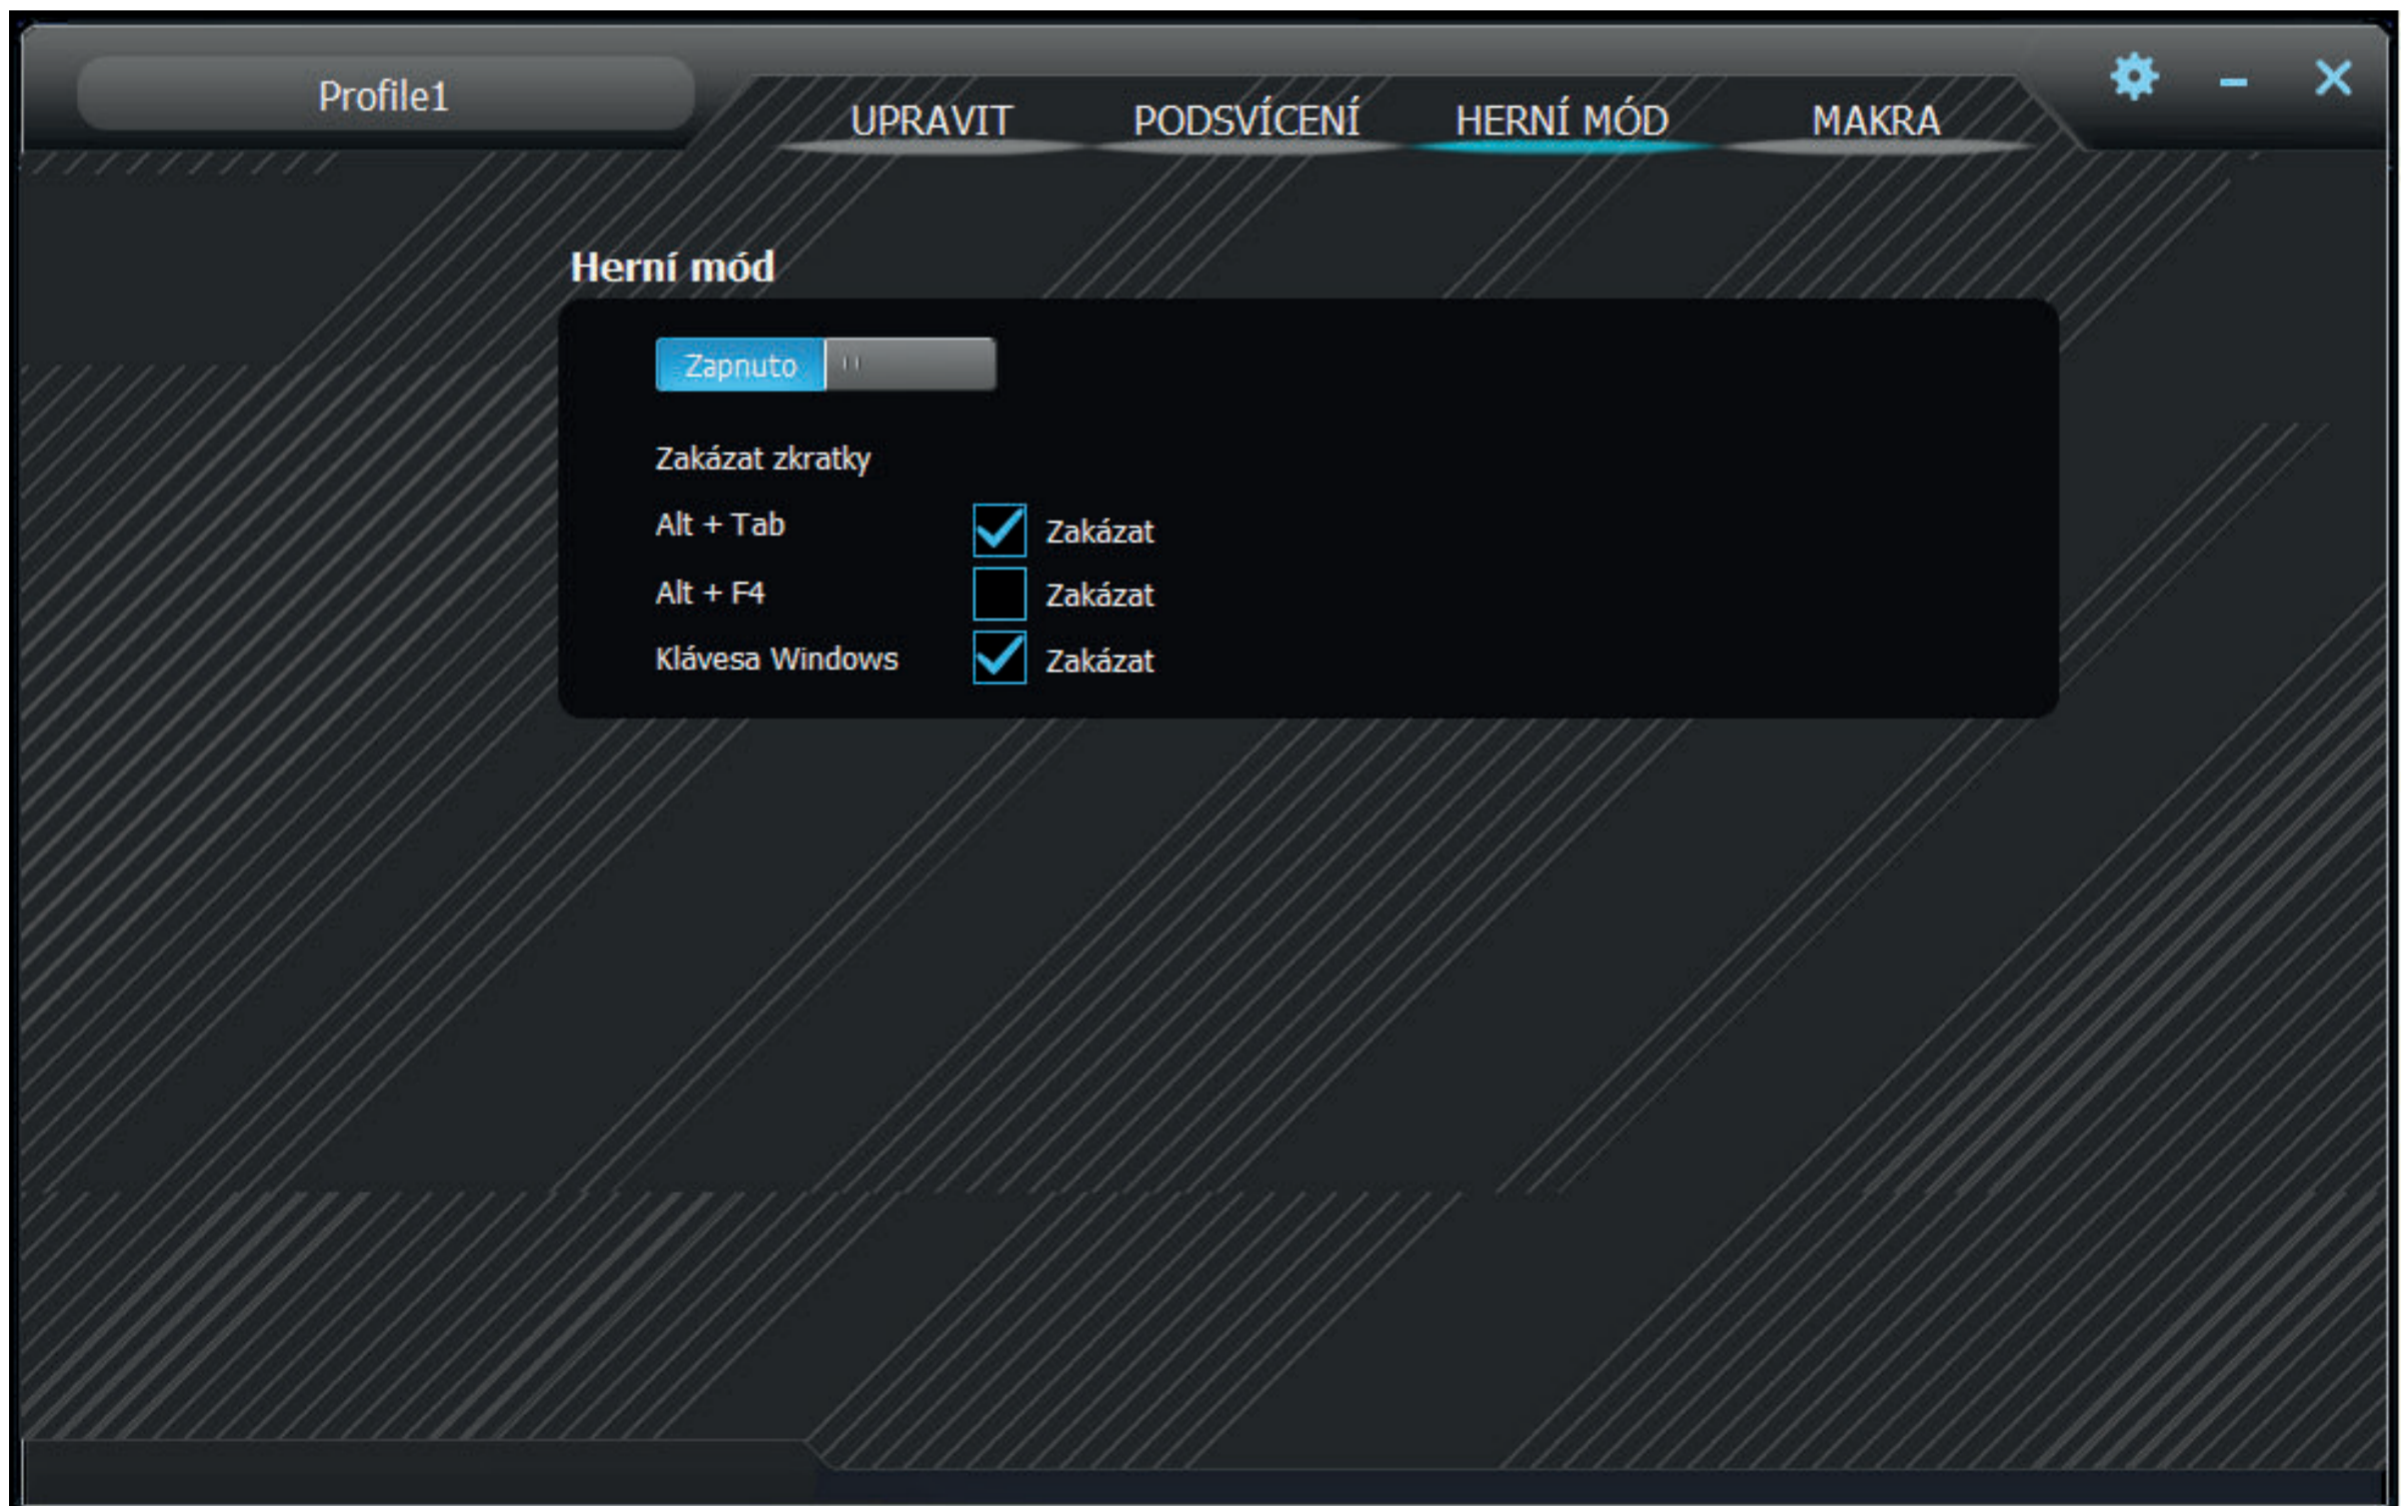 Profile1
UPRAVIT PODSVÍCENÍ HERNÍ MÓD MAKRA
Herní mód
Zapnuto
Zakázat zkratky
Alt + Tab Zakázat
Alt + F4 Zakázat
Klávesa Windows Zakázat